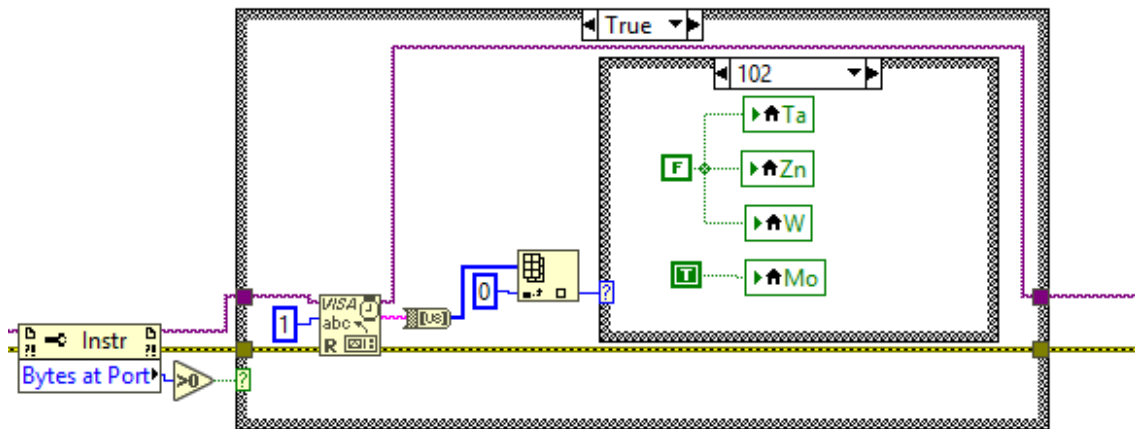 True
102
Ta
F
Zn
W
T
Mo
0
VISA
abc
R
1
[U8]
?
Instr
Bytes at Port
>0
?